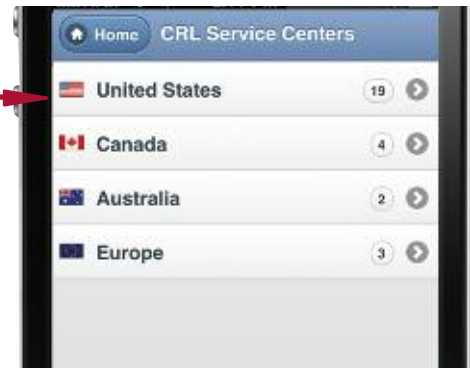 Home CRL Service Centers
United States 19
Canada 4
Australia 2
Europe 3